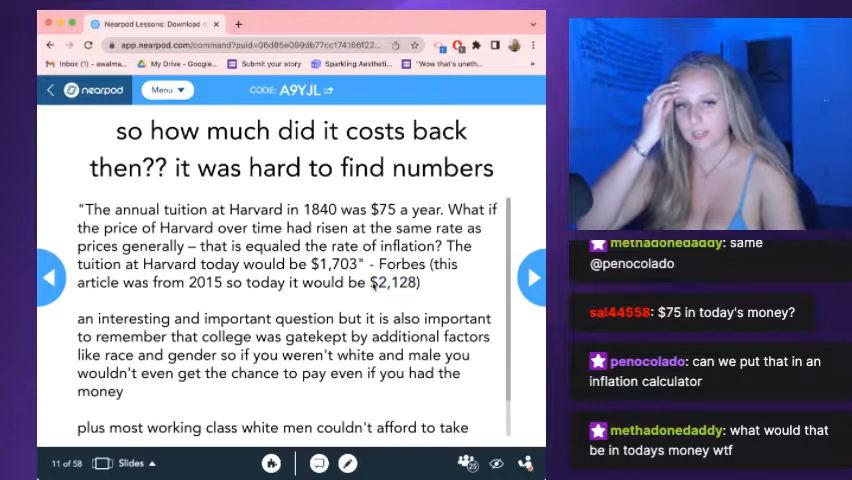 Nearpod Lessons: Download r
app.nearpod.com/command?puid=06d85e099db77cc174166f22...
Inbox (1) - awalma...
My Drive - Google...
Submit your story
Sparkling Aestheti...
"Wow that's uneth...
nearpod
Menu
CODE: A9YJL
so how much did it costs back
then?? it was hard to find numbers
"The annual tuition at Harvard in 1840 was $75 a year. What if
the price of Harvard over time had risen at the same rate as
prices generally – that is equaled the rate of inflation? The
tuition at Harvard today would be $1,703" - Forbes (this
article was from 2015 so today it would be $2,128)
an interesting and important question but it is also important
to remember that college was gatekept by additional factors
like race and gender so if you weren't white and male you
wouldn't even get the chance to pay even if you had the
money
plus most working class white men couldn't afford to take
11 of 58
Slides
25
methadonedaddy: same
@penocolado
sal44558: $75 in today's money?
penocolado: can we put that in an
inflation calculator
methadonedaddy: what would that
be in todays money wtf